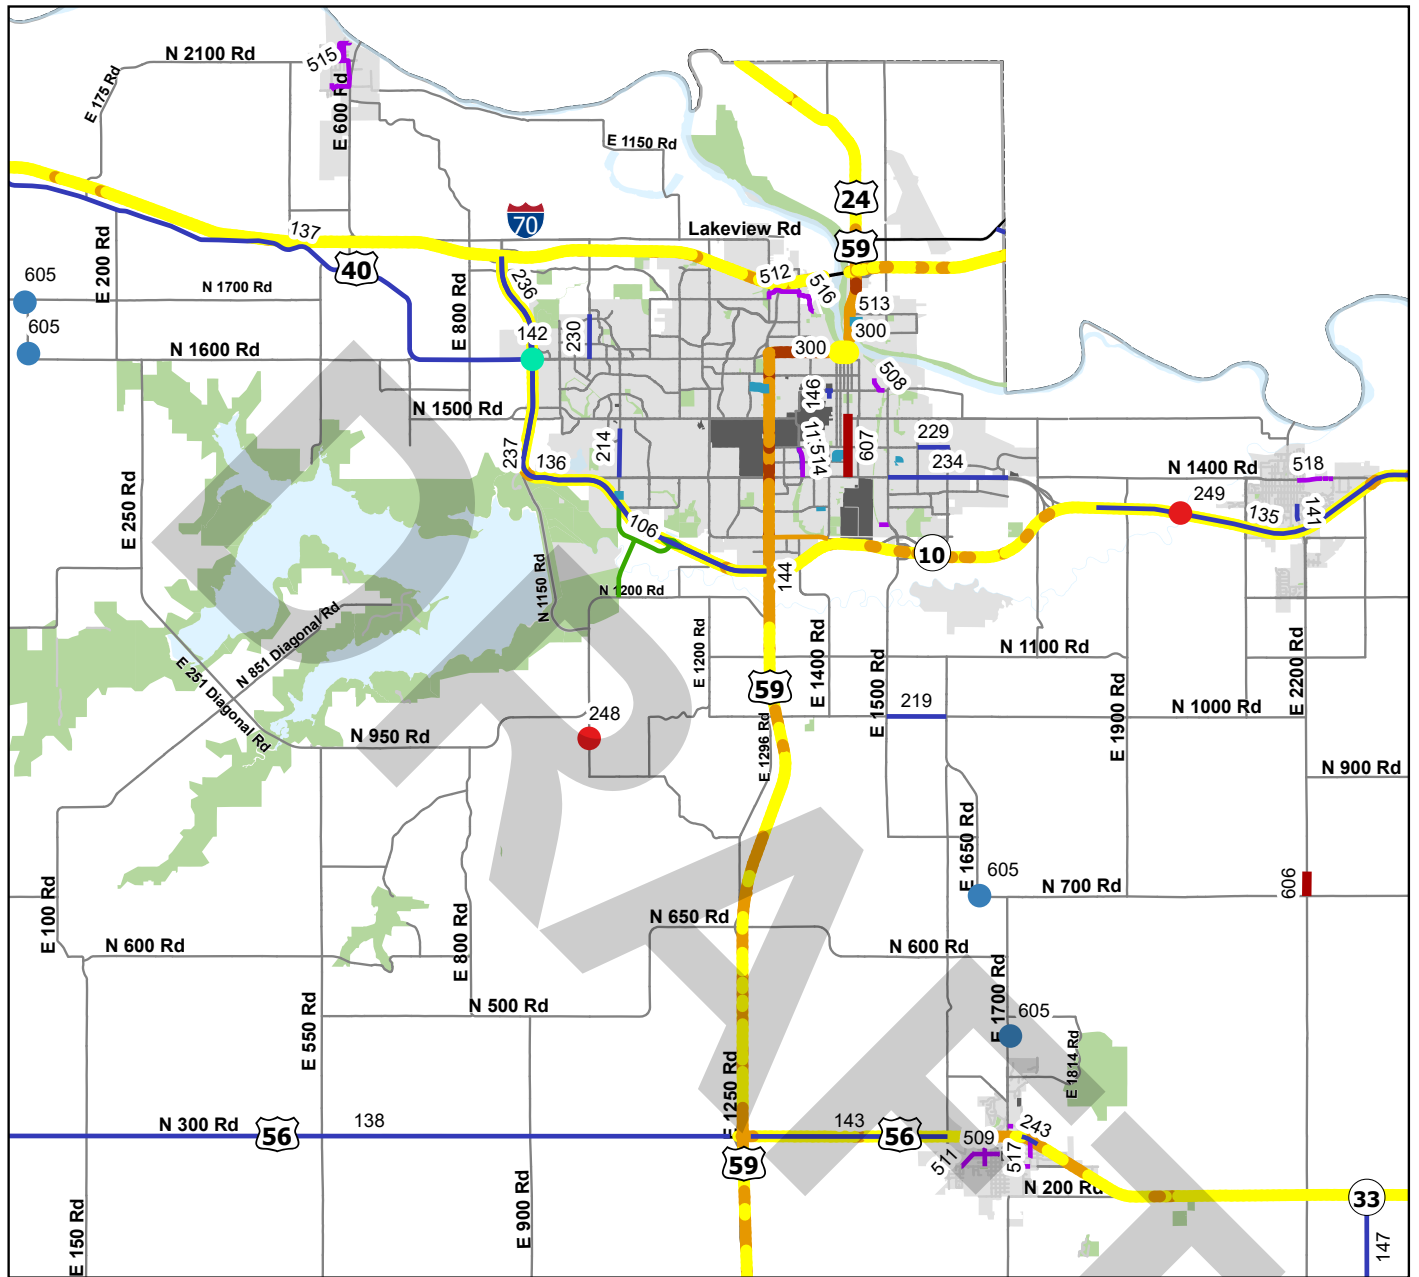 N 2100 Rd
515
E 175 Rd
E 600 Rd
E 1150 Rd
24
59
Lakeview Rd
70
137
40
E 200 Rd
605
N 1700 Rd
E 800 Rd
236
512
516
513
300
605
N 1600 Rd
142
230
300
508
146
N 1500 Rd
237
136
214
514
607
229
234
N 1400 Rd
518
249
135
141
E 250 Rd
106
10
144
N 1150 Rd
N 1200 Rd
N 851 Diagonal Rd
E 251 Diagonal Rd
E 1200 Rd
E 1400 Rd
N 1100 Rd
E 2200 Rd
59
E 1500 Rd
219
E 1900 Rd
N 1000 Rd
248
N 950 Rd
E 1296 Rd
N 900 Rd
E 1650 Rd
605
N 700 Rd
606
E 100 Rd
N 600 Rd
E 800 Rd
N 650 Rd
N 600 Rd
E 1700 Rd
N 500 Rd
E 550 Rd
605
E 1814 Rd
E 1250 Rd
N 300 Rd
56
138
143
56
509
243
511
517
59
N 200 Rd
33
E 150 Rd
E 900 Rd
147
DRAFT